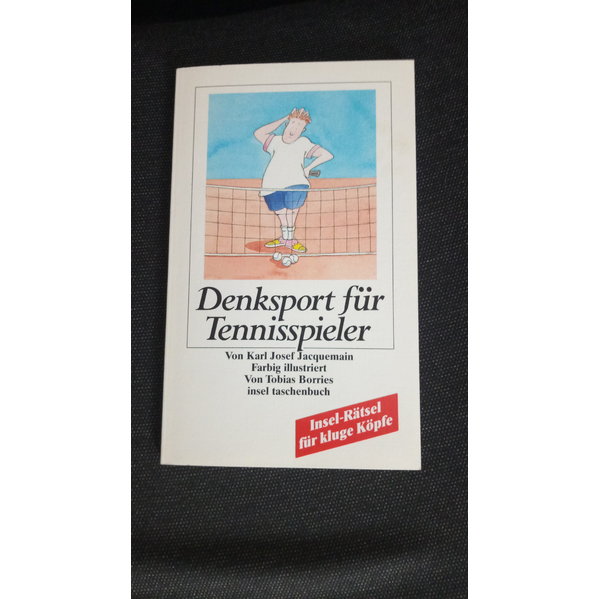 Denksport für
Tennisspieler
Von Karl Josef Jacquemain
Farbig illustriert
Von Tobias Borries
insel taschenbuch
Insel-Rätsel
für kluge Köpfe